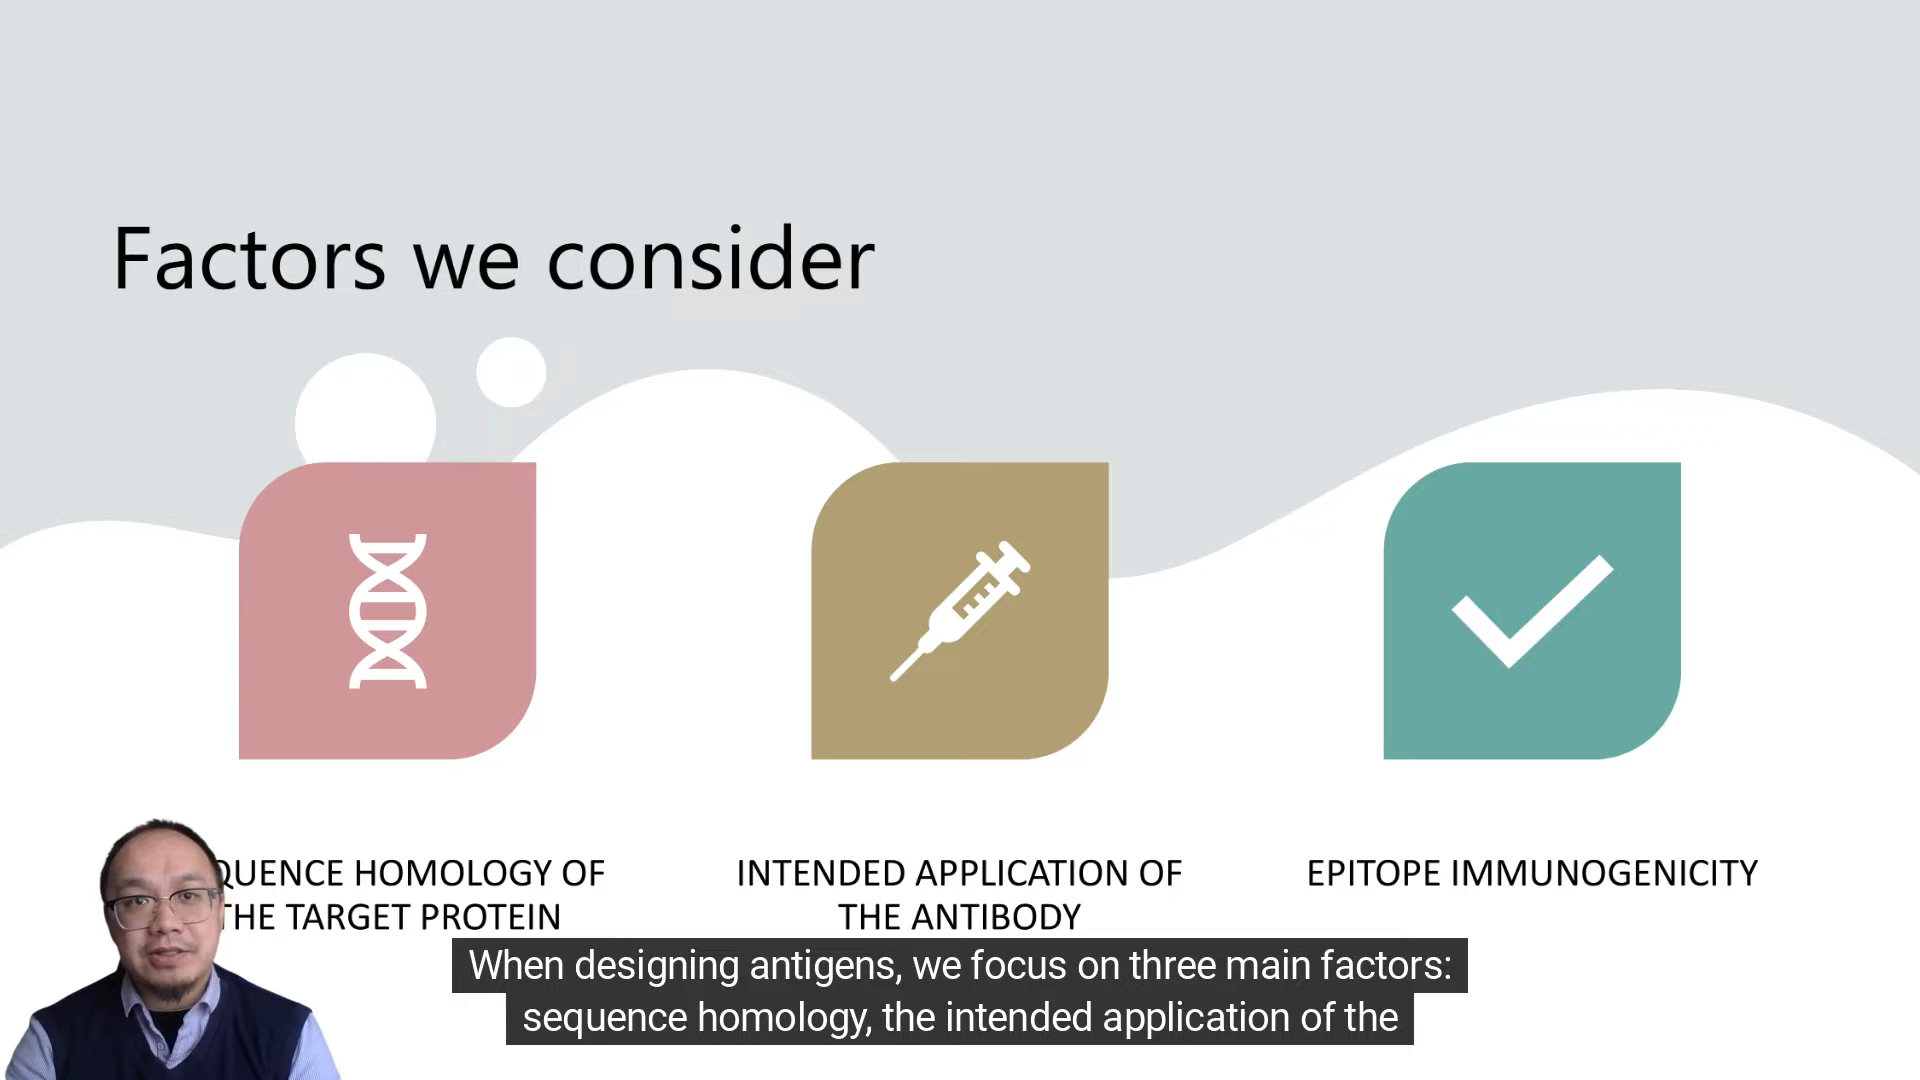 Factors we consider
QUENCE HOMOLOGY OF
THE TARGET PROTEIN
INTENDED APPLICATION OF
THE ANTIBODY
EPITOPE IMMUNOGENICITY
When designing antigens, we focus on three main factors:
sequence homology, the intended application of the